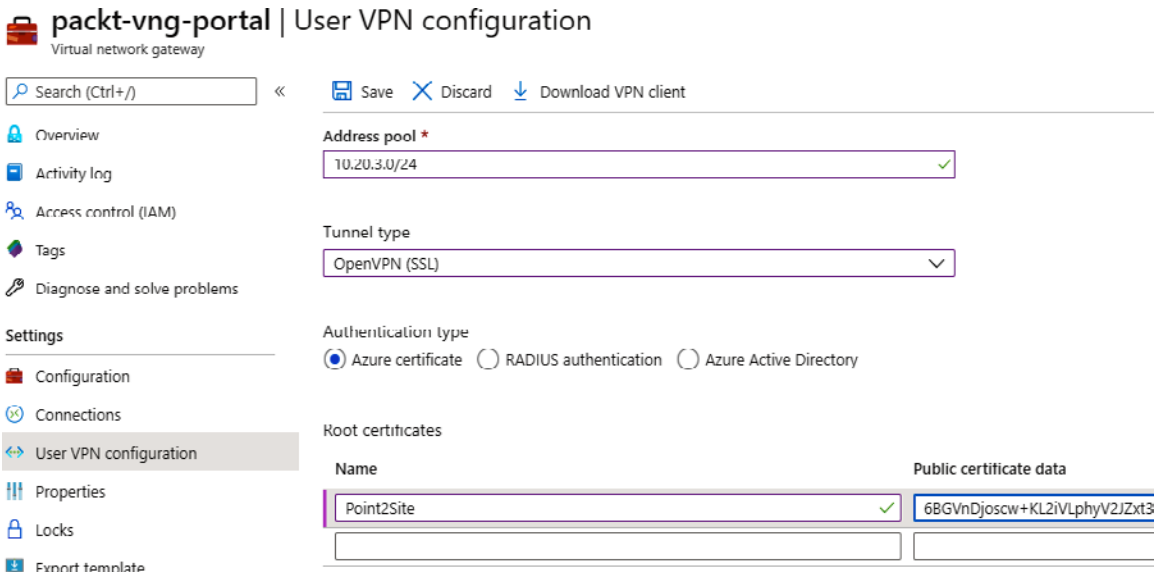 packt-vng-portal | User VPN configuration
Virtual network gateway
Search (Ctrl+/)
«
Overview
Activity log
Access control (IAM)
Tags
Diagnose and solve problems
Settings
Configuration
Connections
User VPN configuration
Properties
Locks
Export template
Save Discard Download VPN client
Address pool *
10.20.3.0/24
Tunnel type
OpenVPN (SSL)
Authentication type
Azure certificate RADIUS authentication Azure Active Directory
Root certificates
Name Public certificate data
Point2Site 6BGVnDjoscw+KL2iVLphyV2JZxt3